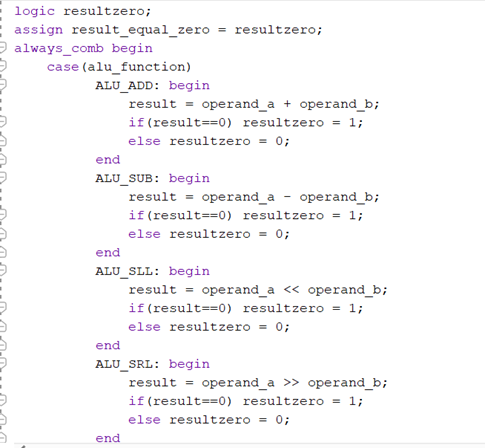 logic resultzero;
assign result_equal_zero = resultzero;
always_comb begin
    case(alu_function)
          ALU_ADD: begin
              result = operand_a + operand_b;
              if(result==0) resultzero = 1;
              else resultzero = 0;
          end
          ALU_SUB: begin
              result = operand_a - operand_b;
              if(result==0) resultzero = 1;
              else resultzero = 0;
          end
          ALU_SLL: begin
              result = operand_a << operand_b;
              if(result==0) resultzero = 1;
              else resultzero = 0;
          end
          ALU_SRL: begin
              result = operand_a >> operand_b;
              if(result==0) resultzero = 1;
              else resultzero = 0;
          end